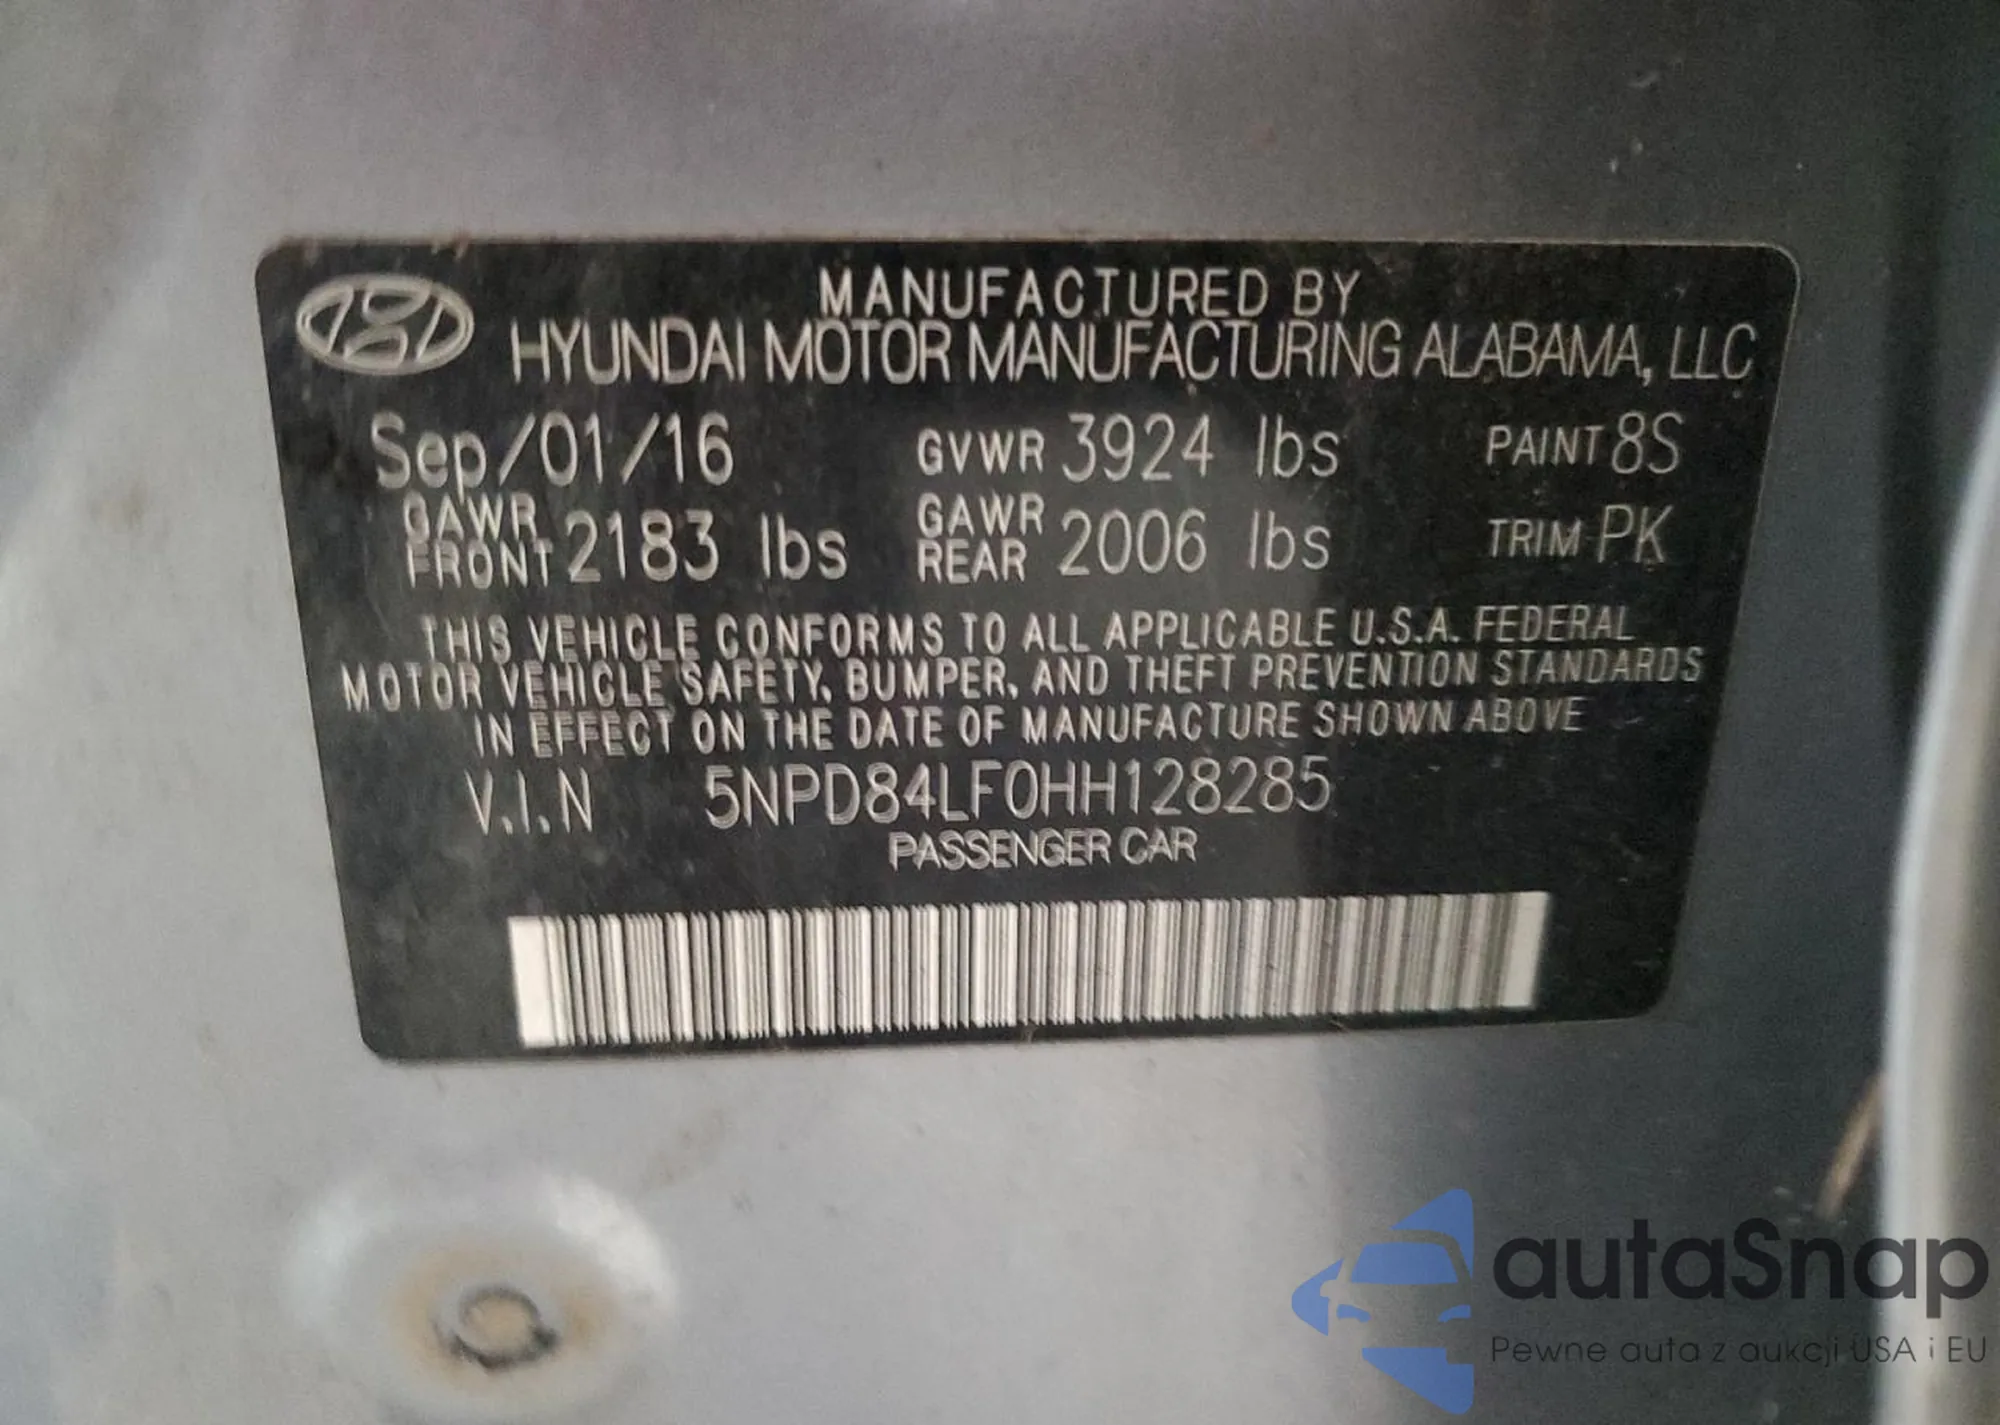 MANUFACTURED BY
HYUNDAI MOTOR MANUFACTURING ALABAMA, LLC
Sep/01/16 GVWR 3924 lbs PAINT 8S
GAWR FRONT 2183 lbs GAWR REAR 2006 lbs TRIM PK
THIS VEHICLE CONFORMS TO ALL APPLICABLE U.S.A. FEDERAL
MOTOR VEHICLE SAFETY, BUMPER, AND THEFT PREVENTION STANDARDS
IN EFFECT ON THE DATE OF MANUFACTURE SHOWN ABOVE
V.I.N 5NPD84LF0HH128285
PASSENGER CAR
autaSnap
Pewne auta z aukcji USA i EU